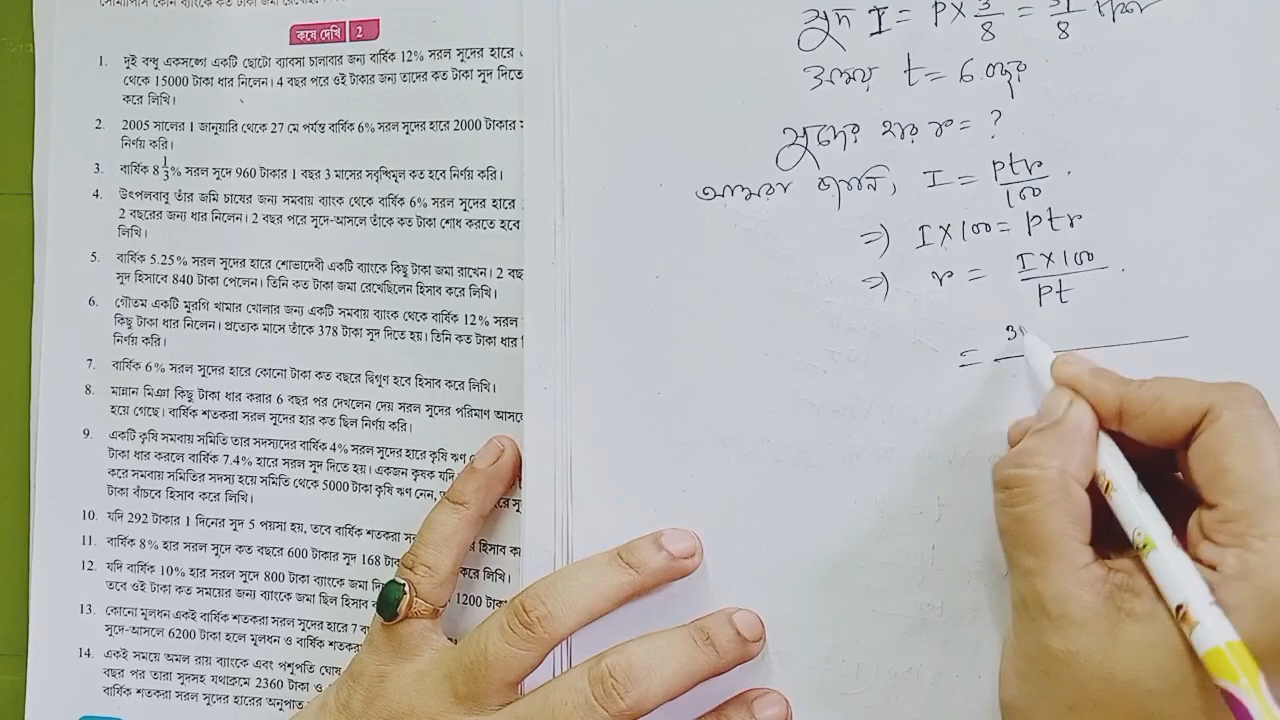 কষে দেখি 2
1. দুই বন্ধু একসঙ্গে একটি ছোটো ব্যাবসা চালাবার জন্য বার্ষিক 12% সরল সুদের হারে
থেকে 15000 টাকা ধার নিলেন। 4 বছর পরে ওই টাকার জন্য তাদের কত টাকা সুদ দিতে
করে লিখি।
2. 2005 সালের 1 জানুয়ারি থেকে 27 মে পর্যন্ত বার্ষিক 6% সরল সুদের হারে 2000 টাকার
নির্ণয় করি।
3. বার্ষিক 8 1/3% সরল সুদে 960 টাকার 1 বছর 3 মাসের সবৃদ্ধিমূল কত হবে নির্ণয় করি।
4. উৎপলবাবু তাঁর জমি চাষের জন্য সমবায় ব্যাংক থেকে বার্ষিক 6% সরল সুদের হারে
2 বছরের জন্য ধার নিলেন। 2 বছর পরে সুদে-আসলে তাঁকে কত টাকা শোধ করতে হবে
লিখি।
5. বার্ষিক 5.25% সরল সুদের হারে শোভাদেবী একটি ব্যাংকে কিছু টাকা জমা রাখেন। 2 বছ
সুদ হিসাবে 840 টাকা পেলেন। তিনি কত টাকা জমা রেখেছিলেন হিসাব করে লিখি।
6. গৌতম একটি মুরগি খামার খোলার জন্য একটি সমবায় ব্যাংক থেকে বার্ষিক 12% সরল
কিছু টাকা ধার নিলেন। প্রত্যেক মাসে তাঁকে 378 টাকা সুদ দিতে হয়। তিনি কত টাকা ধার
নির্ণয় করি।
7. বার্ষিক 6% সরল সুদের হারে কোনো টাকা কত বছরে দ্বিগুণ হবে হিসাব করে লিখি।
8. মান্নান মিঞা কিছু টাকা ধার করার 6 বছর পর দেখলেন দেয় সরল সুদের পরিমাণ আসলে
হয়ে গেছে। বার্ষিক শতকরা সরল সুদের হার কত ছিল নির্ণয় করি।
9. একটি কৃষি সমবায় সমিতি তার সদস্যদের বার্ষিক 4% সরল সুদের হারে কৃষি ঋণ
টাকা ধার করলে বার্ষিক 7.4% হারে সরল সুদ দিতে হয়। একজন কৃষক যদি
করে সমবায় সমিতির সদস্য হয়ে সমিতি থেকে 5000 টাকা কৃষি ঋণ নেন,
টাকা বাঁচবে হিসাব করে লিখি।
10. যদি 292 টাকার 1 দিনের সুদ 5 পয়সা হয়, তবে বার্ষিক শতকরা হিসাব
11. বার্ষিক 8% হার সরল সুদে কত বছরে 600 টাকার সুদ 168 টাকা করে লিখি।
12. যদি বার্ষিক 10% হার সরল সুদে 800 টাকা ব্যাংকে জমা 1200 টাকা
তবে ওই টাকা কত সময়ের জন্য ব্যাংকে জমা ছিল হিসাব
13. কোনো মূলধন একই বার্ষিক শতকরা সরল সুদের হারে 7
সুদে-আসলে 6200 টাকা হলে মূলধন ও বার্ষিক শতকরা
14. একই সময়ে অমল রায় ব্যাংকে এবং পশুপতি ঘোষ
বছর পর তারা সুদসহ যথাক্রমে 2360 টাকা ও
বার্ষিক শতকরা সরল সুদের হারের অনুপাত
সুদ I = P × 3/8 = 3P/8
সময় t = 6 বছর
সুদের হার r = ?
আমরা জানি, I = ptr/100
⇒) I × 100 = ptr
⇒) r = I × 100/pt
=